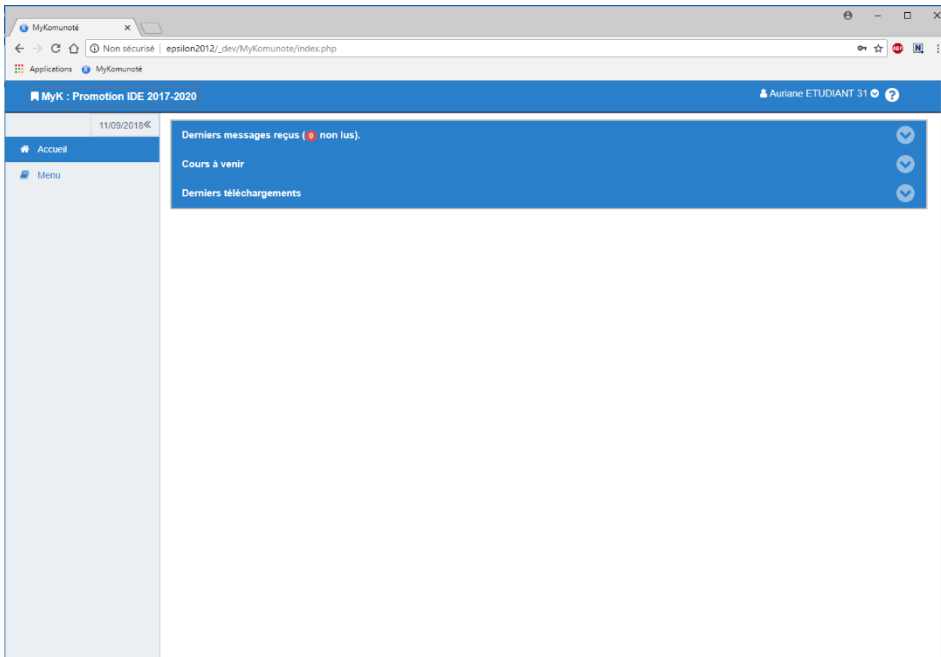 MyKomunoté
Non sécurisé epsilon2012/_dev/MyKomunote/index.php
Applications MyKomunoté
MyK : Promotion IDE 2017-2020 Auriane ETUDIANT 31
11/09/2018
Accueil
Menu
Derniers messages reçus ( 0 non lus).
Cours à venir
Derniers téléchargements